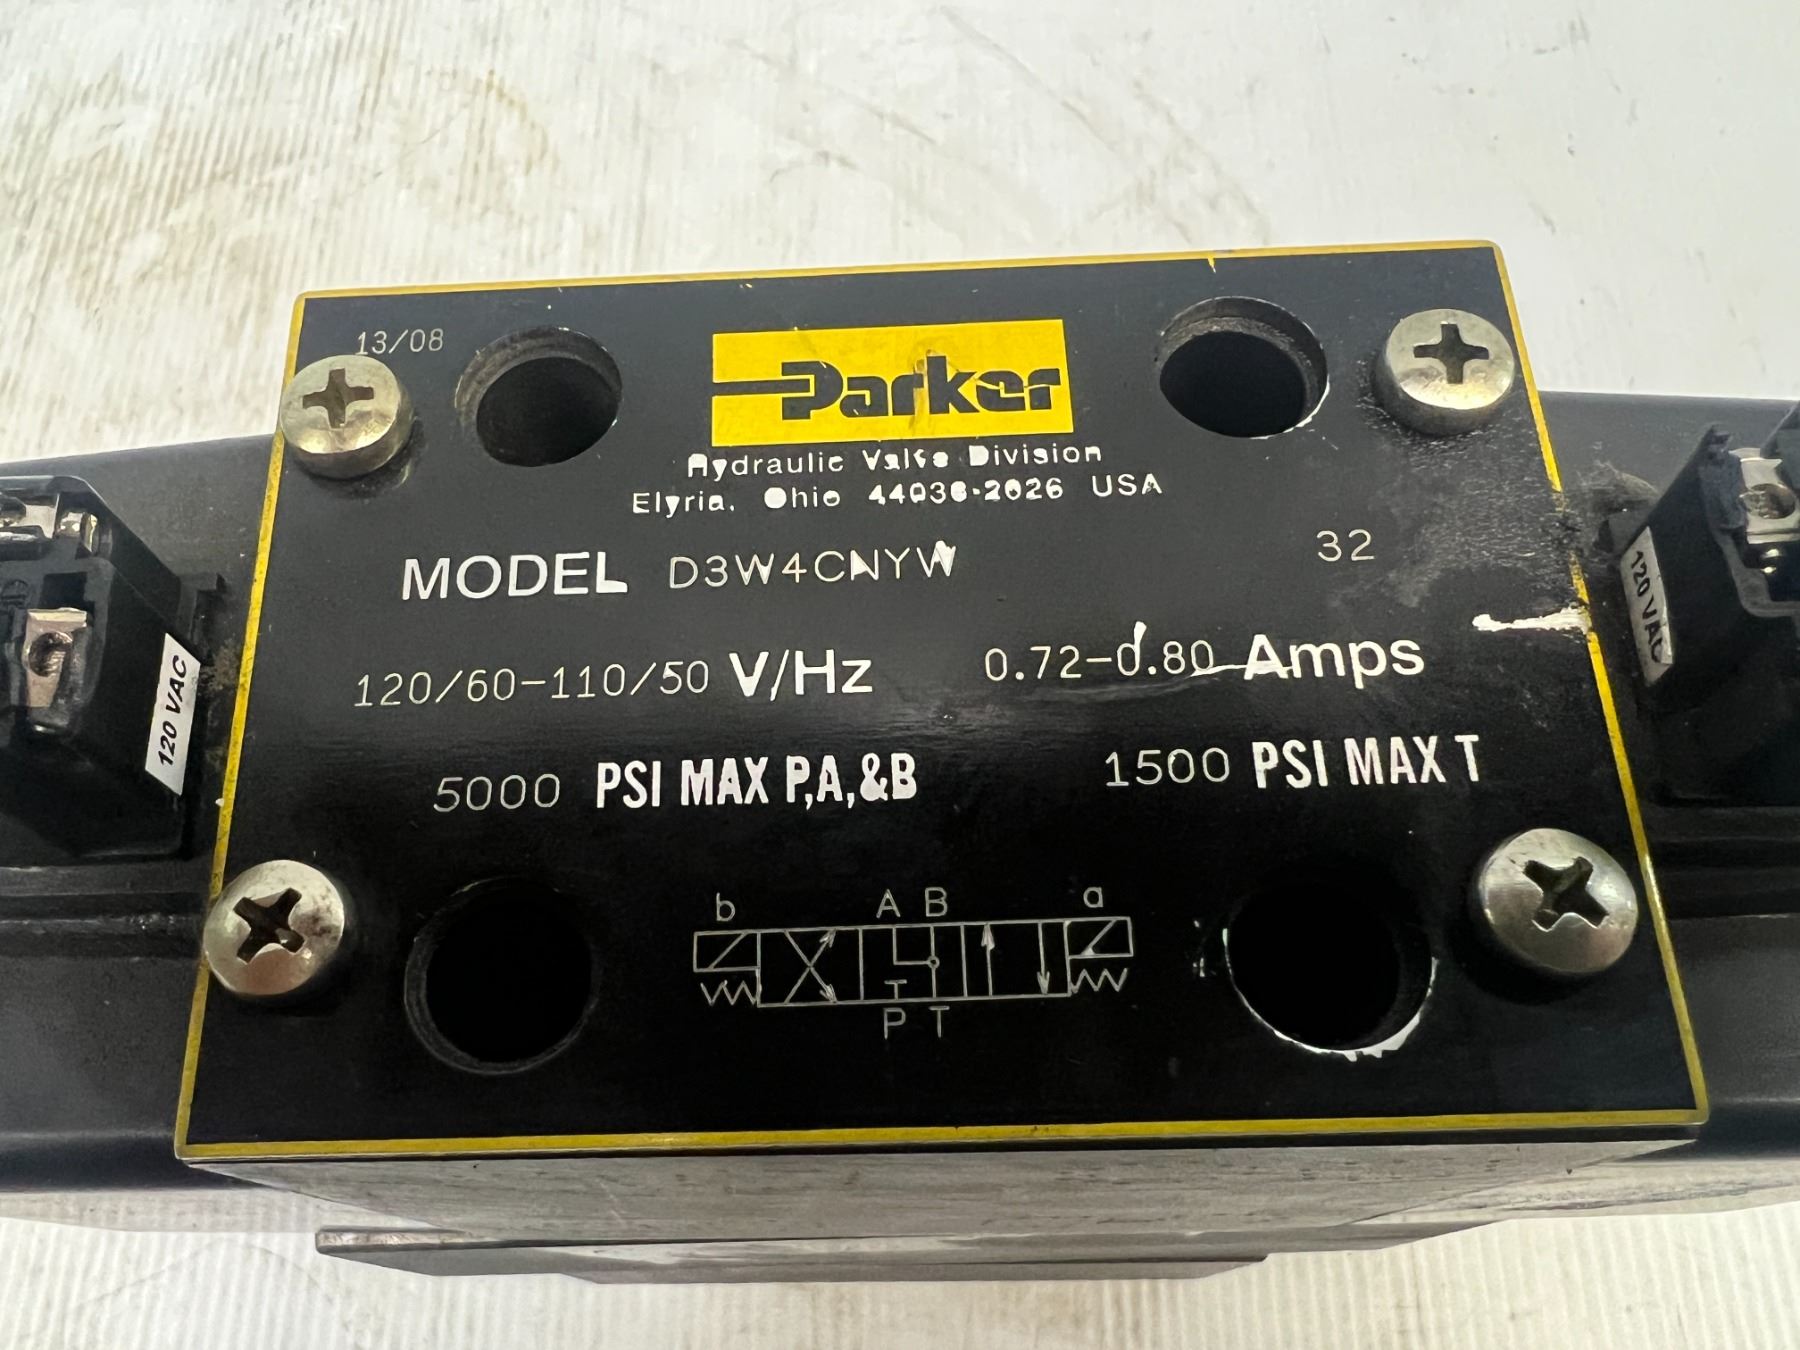 13/08
Parker
Hydraulic Valve Division
Elyria, Ohio 44036-2026 USA
MODEL D3W4CNYW 32
120/60-110/50 V/Hz 0.72-0.80 Amps
5000 PSI MAX P,A,&B 1500 PSI MAX T
b A B a
P T
120 VAC
120 VAC